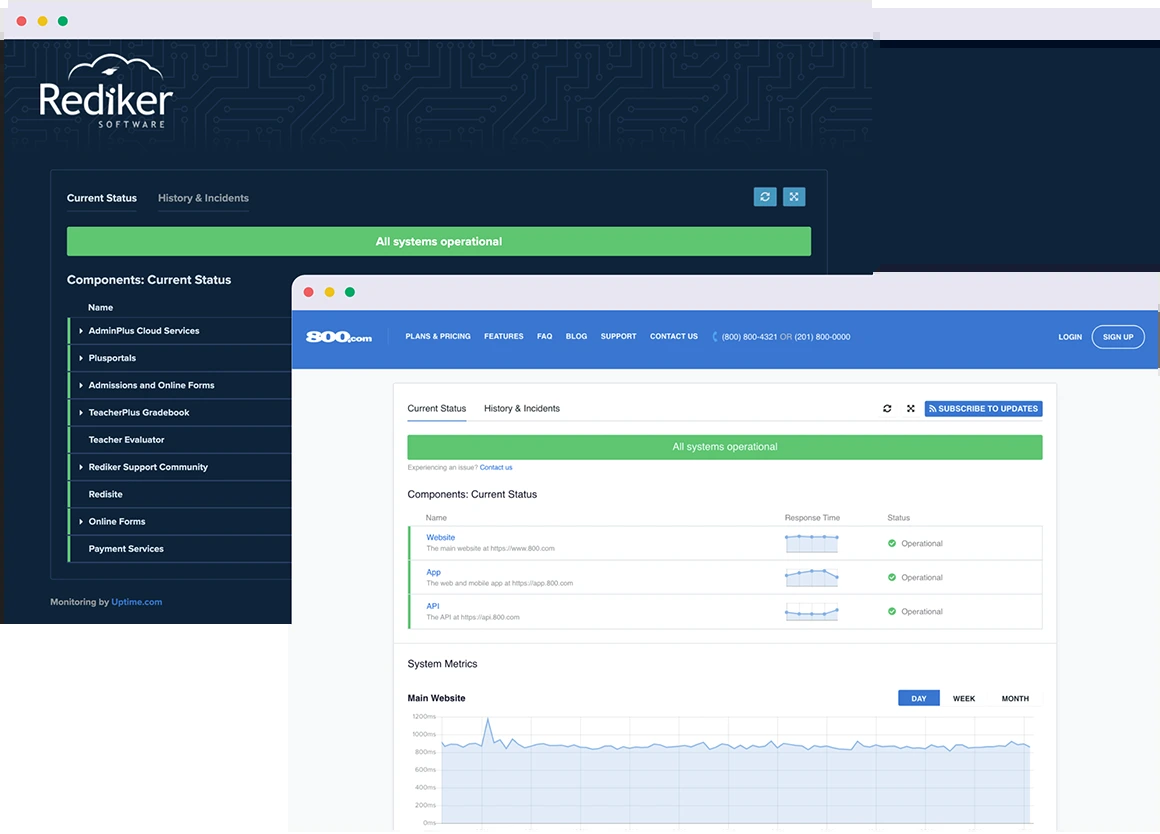 Rediker
SOFTWARE
Current Status History & Incidents
All systems operational
Components: Current Status
Name
AdminPlus Cloud Services
Plusportals
Admissions and Online Forms
TeacherPlus Gradebook
Teacher Evaluator
Rediker Support Community
Redisite
Online Forms
Payment Services
Monitoring by Uptime.com
800.com PLANS & PRICING FEATURES FAQ BLOG SUPPORT CONTACT US (800) 800-4321 OR (201) 800-0000 LOGIN SIGN UP
Current Status History & Incidents SUBSCRIBE TO UPDATES
All systems operational
Experiencing an issue? Contact us
Components: Current Status
Name Response Time Status
Website
The main website at https://www.800.com
Operational
App
The web and mobile app at https://app.800.com
Operational
API
The API at https://api.800.com
Operational
System Metrics
Main Website DAY WEEK MONTH
1200ms
1000ms
800ms
600ms
400ms
200ms
0ms